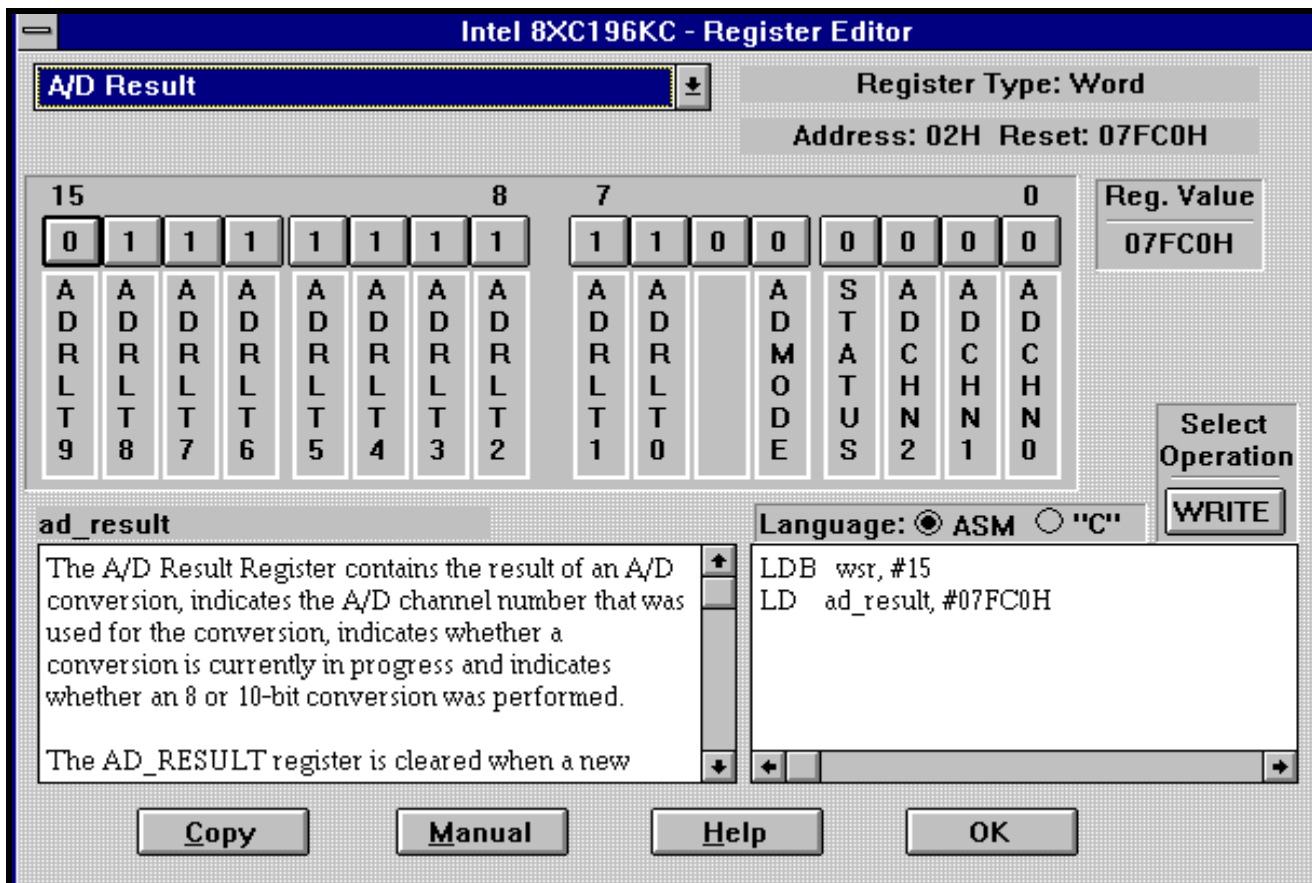 Intel 8XC196KC - Register Editor
A/D Result
Register Type: Word
Address: 02H Reset: 07FC0H
15 8 7 0
0 1 1 1 1 1 1 1 1 1 0 0 0 0 0 0
ADRLT9 ADRLT8 ADRLT7 ADRLT6 ADRLT5 ADRLT4 ADRLT3 ADRLT2 ADRLT1 ADRLT0 ADMODE STATUS ADCHN2 ADCHN1 ADCHN0
Reg. Value
07FC0H
Select
Operation
WRITE
ad_result
The A/D Result Register contains the result of an A/D
conversion, indicates the A/D channel number that was
used for the conversion, indicates whether a
conversion is currently in progress and indicates
whether an 8 or 10-bit conversion was performed.
The AD_RESULT register is cleared when a new
Language: ASM "C"
LDB wsr, #15
LD ad_result, #07FC0H
Copy Manual Help OK